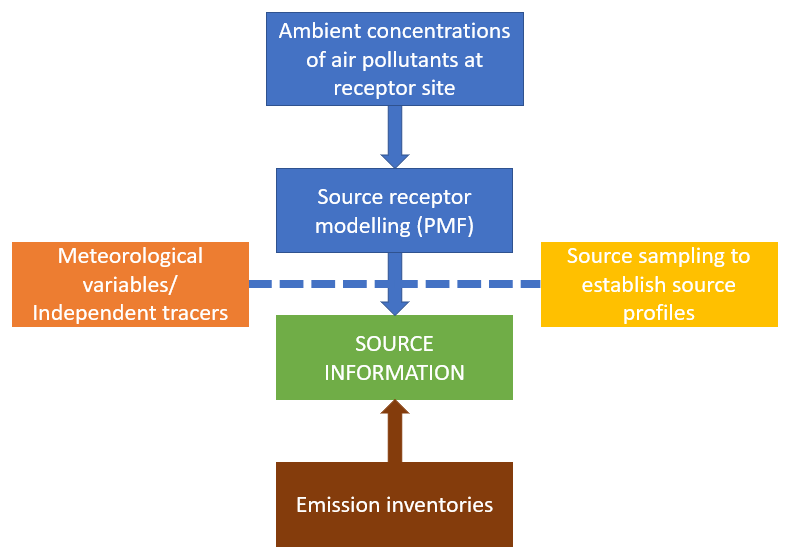 Ambient concentrations
of air pollutants at
receptor site
Source receptor
modelling (PMF)
Meteorological
variables/
Independent tracers
Source sampling to
establish source
profiles
SOURCE
INFORMATION
Emission inventories